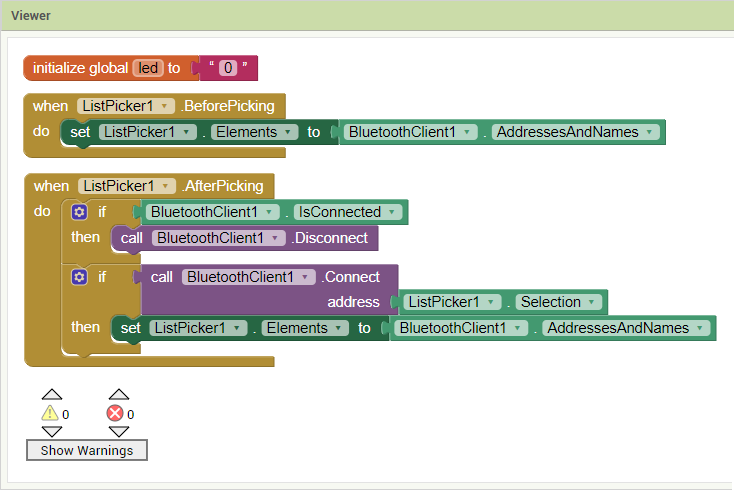 Viewer
initialize global led to " 0 "
when ListPicker1 .BeforePicking
do set ListPicker1 . Elements to BluetoothClient1 . AddressesAndNames
when ListPicker1 .AfterPicking
do if BluetoothClient1 . IsConnected
then call BluetoothClient1 .Disconnect
if call BluetoothClient1 .Connect
address ListPicker1 . Selection
then set ListPicker1 . Elements to BluetoothClient1 . AddressesAndNames
0 0
Show Warnings